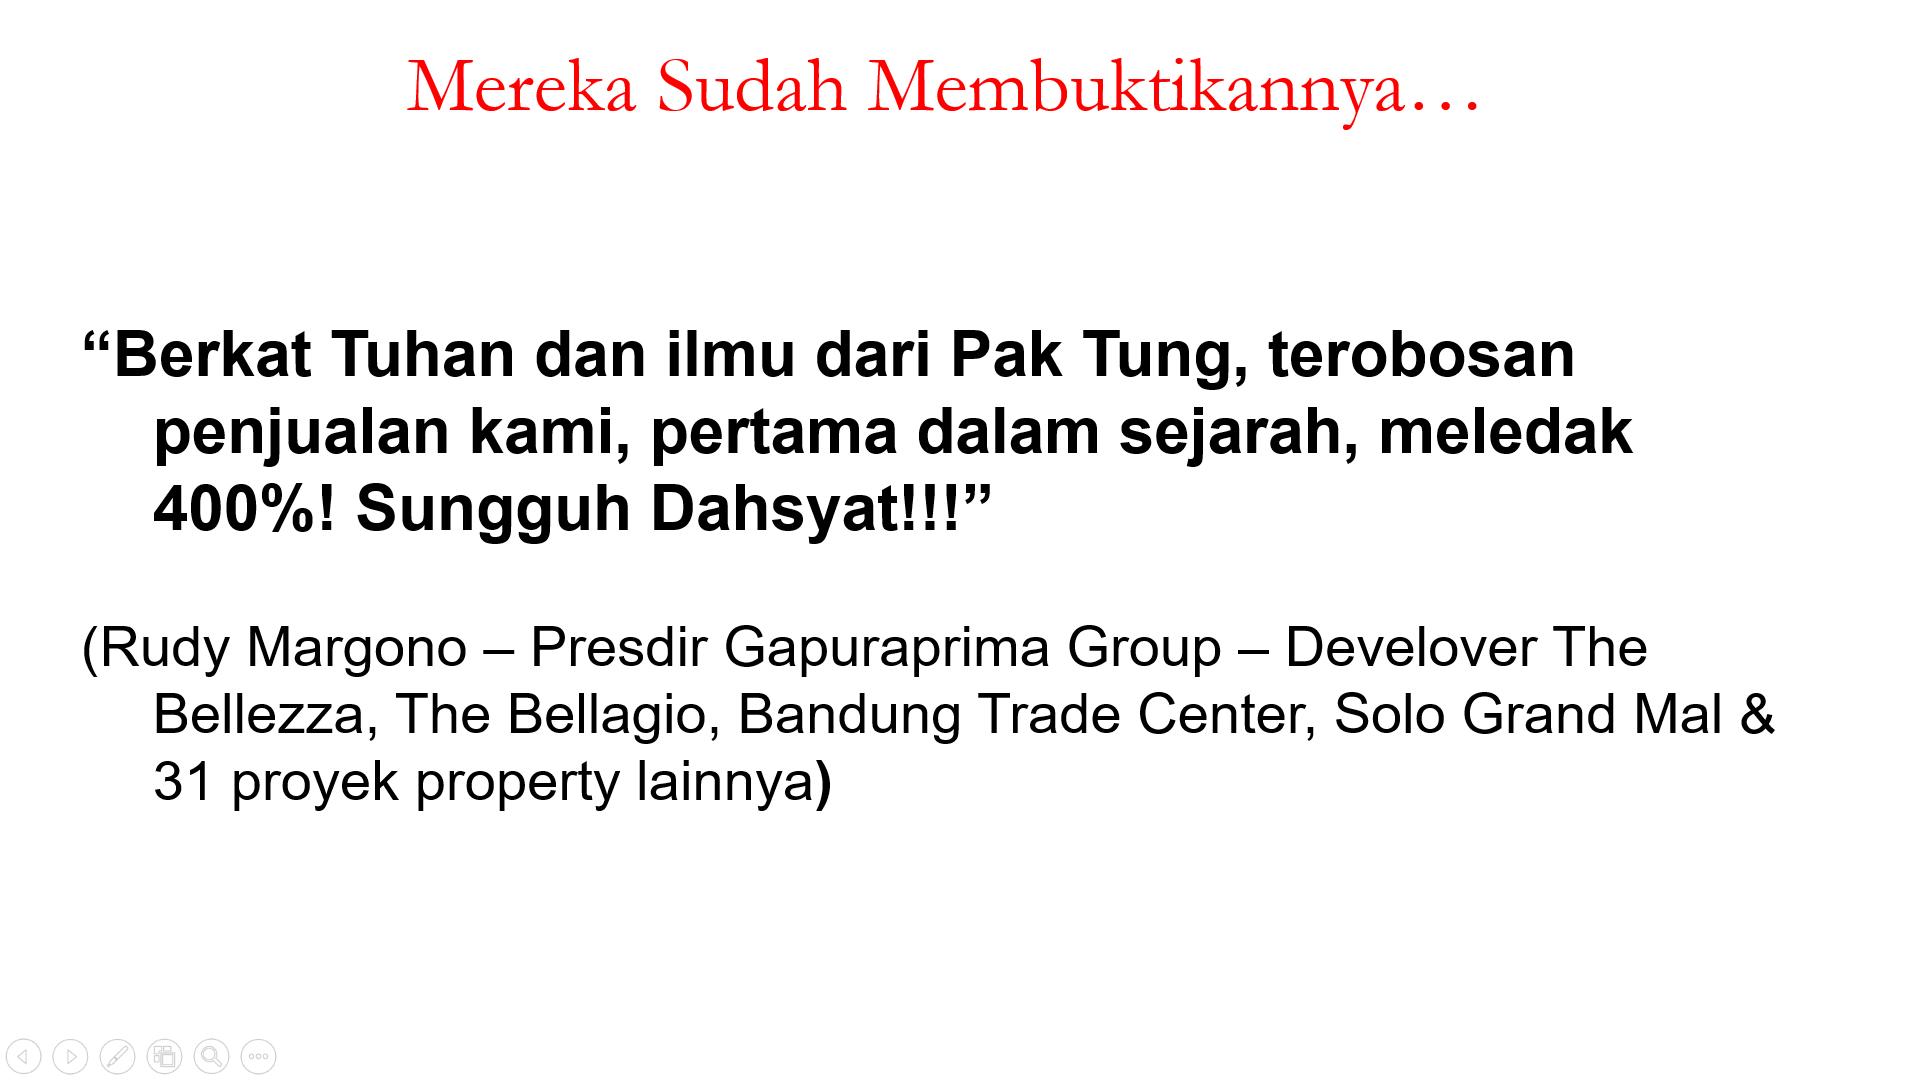 Mereka Sudah Membuktikannya…
“Berkat Tuhan dan ilmu dari Pak Tung, terobosan
penjualan kami, pertama dalam sejarah, meledak
400%! Sungguh Dahsyat!!!”
(Rudy Margono – Presdir Gapuraprima Group – Develover The
Bellezza, The Bellagio, Bandung Trade Center, Solo Grand Mal &
31 proyek property lainnya)